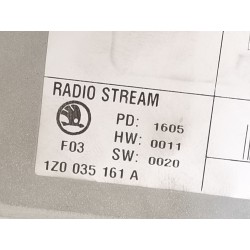 RADIO STREAM
PD: 1605
HW: 0011
F03 SW: 0020
1Z0 035 161 A